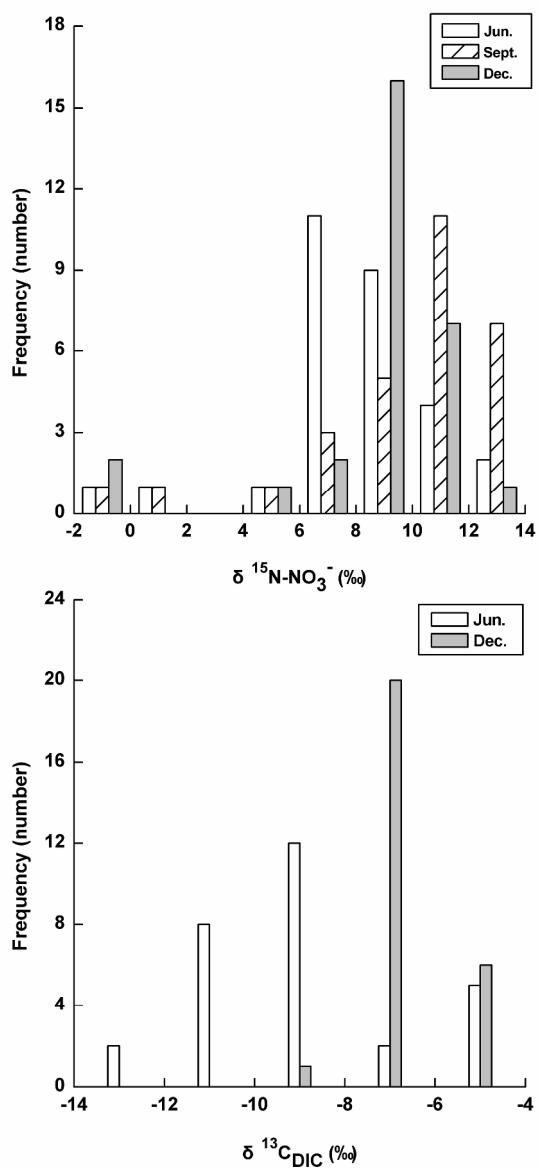 18
15
12
9
6
3
0
Frequency (number)
Jun.
Sept.
Dec.
-2 0 2 4 6 8 10 12 14
δ ¹⁵N-NO₃⁻ (‰)
24
20
16
12
8
4
0
Frequency (number)
Jun.
Dec.
-14 -12 -10 -8 -6 -4
δ ¹³C_DIC (‰)